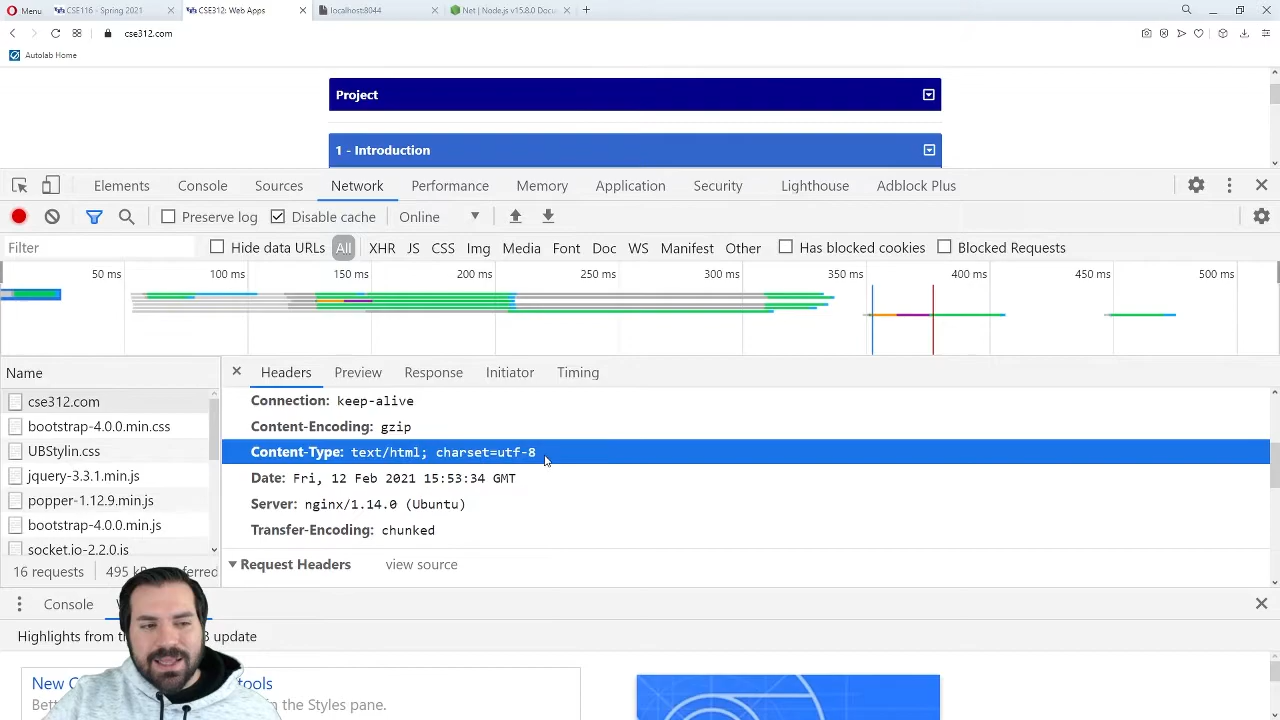 Menu CSE116 - Spring 2021 CSE312: Web Apps localhost:8044 Net | Node.js v15.8.0 Docu
cse312.com
Autolab Home
Project
1 - Introduction
Elements Console Sources Network Performance Memory Application Security Lighthouse Adblock Plus
Preserve log Disable cache Online
Filter Hide data URLs All XHR JS CSS Img Media Font Doc WS Manifest Other Has blocked cookies Blocked Requests
50 ms 100 ms 150 ms 200 ms 250 ms 300 ms 350 ms 400 ms 450 ms 500 ms
Name Headers Preview Response Initiator Timing
cse312.com Connection: keep-alive
bootstrap-4.0.0.min.css Content-Encoding: gzip
UBStylin.css Content-Type: text/html; charset=utf-8
jquery-3.3.1.min.js Date: Fri, 12 Feb 2021 15:53:34 GMT
popper-1.12.9.min.js Server: nginx/1.14.0 (Ubuntu)
bootstrap-4.0.0.min.js Transfer-Encoding: chunked
socket.io-2.2.0.js
Request Headers view source
16 requests 495
Console
Highlights from update
New tools
the Styles pane.